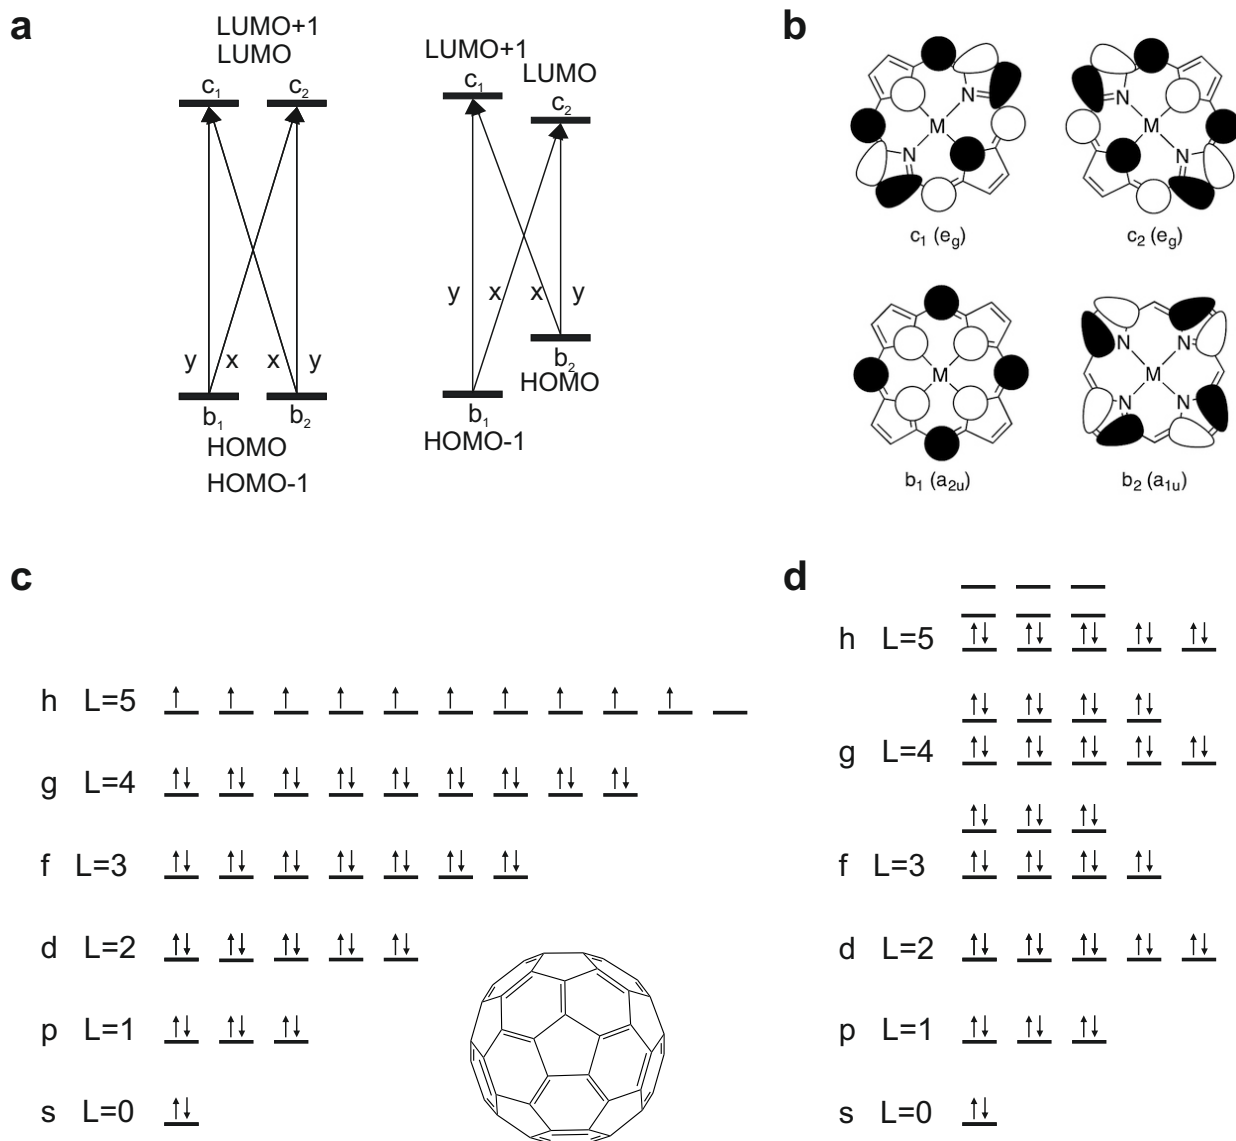 a
LUMO+1
LUMO
c₁ c₂
y x x y
b₁ b₂
HOMO
HOMO-1
LUMO+1
LUMO
c₁
c₂
y x x y
b₂
HOMO
b₁
HOMO-1
b
N
M
N
c₁ (e_g)
N
M
N
c₂ (e_g)
M
b₁ (a₂ᵤ)
N N
M
N N
b₂ (a₁ᵤ)
c
h L=5
g L=4
f L=3
d L=2
p L=1
s L=0
d
h L=5
g L=4
f L=3
d L=2
p L=1
s L=0